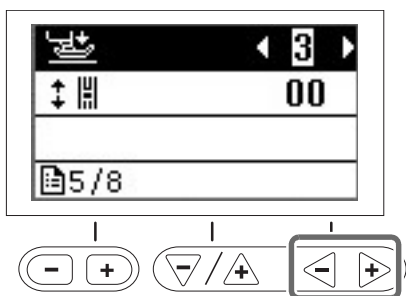 3
00
5/8
- + / + - +